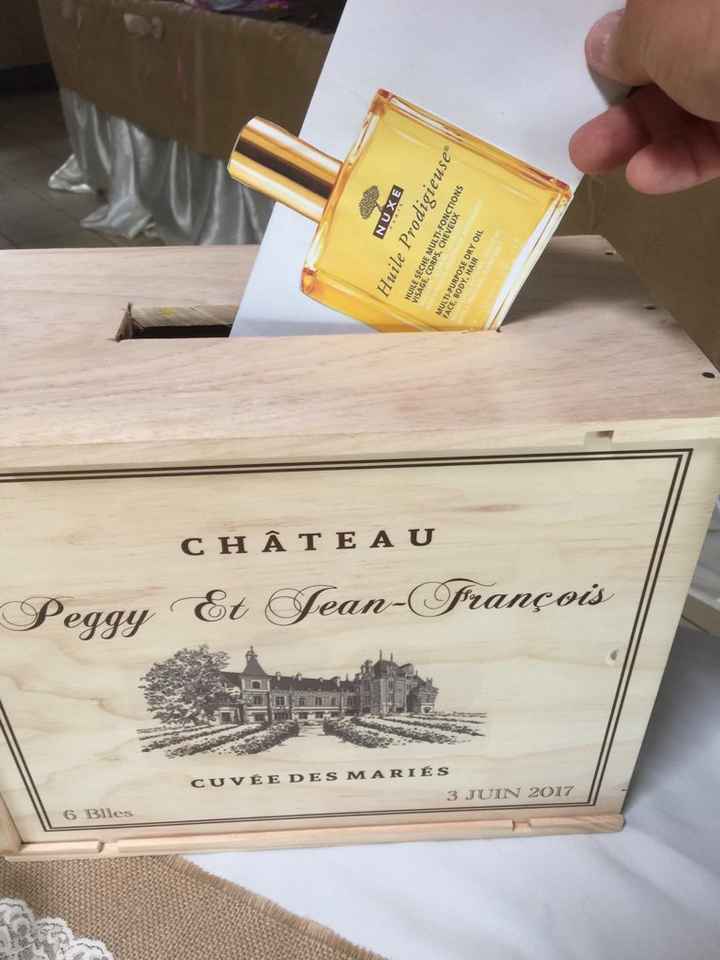 NUXE
PARIS
Huile Prodigieuse®
HUILE SÈCHE MULTI-FONCTIONS
VISAGE, CORPS, CHEVEUX
MULTI-PURPOSE DRY OIL
FACE, BODY, HAIR
CHÂTEAU
Peggy Et Jean-François
CUVÉE DES MARIÉS
6 Blles
3 JUIN 2017